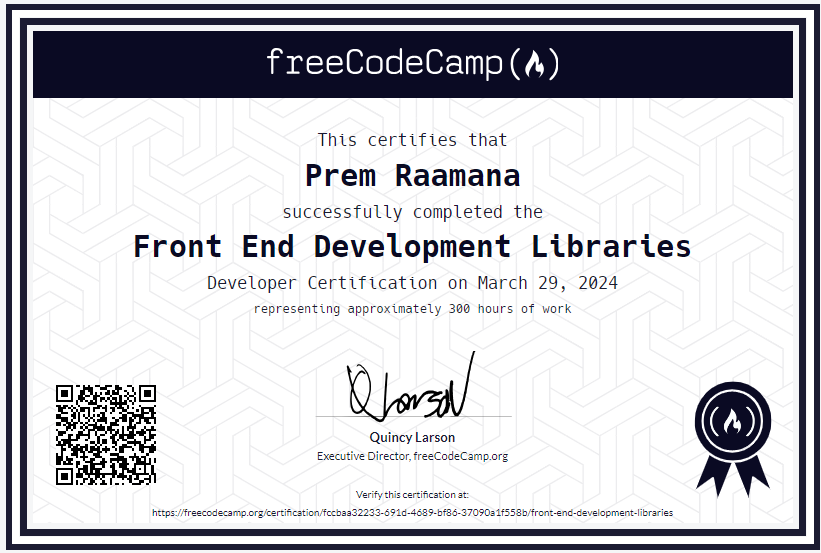 freeCodeCamp(🔥)
This certifies that
Prem Raamana
successfully completed the
Front End Development Libraries
Developer Certification on March 29, 2024
representing approximately 300 hours of work
Q Larson
Quincy Larson
Executive Director, freeCodeCamp.org
Verify this certification at:
https://freecodecamp.org/certification/fccbaa32233-691d-4689-bf86-37090a1f558b/front-end-development-libraries